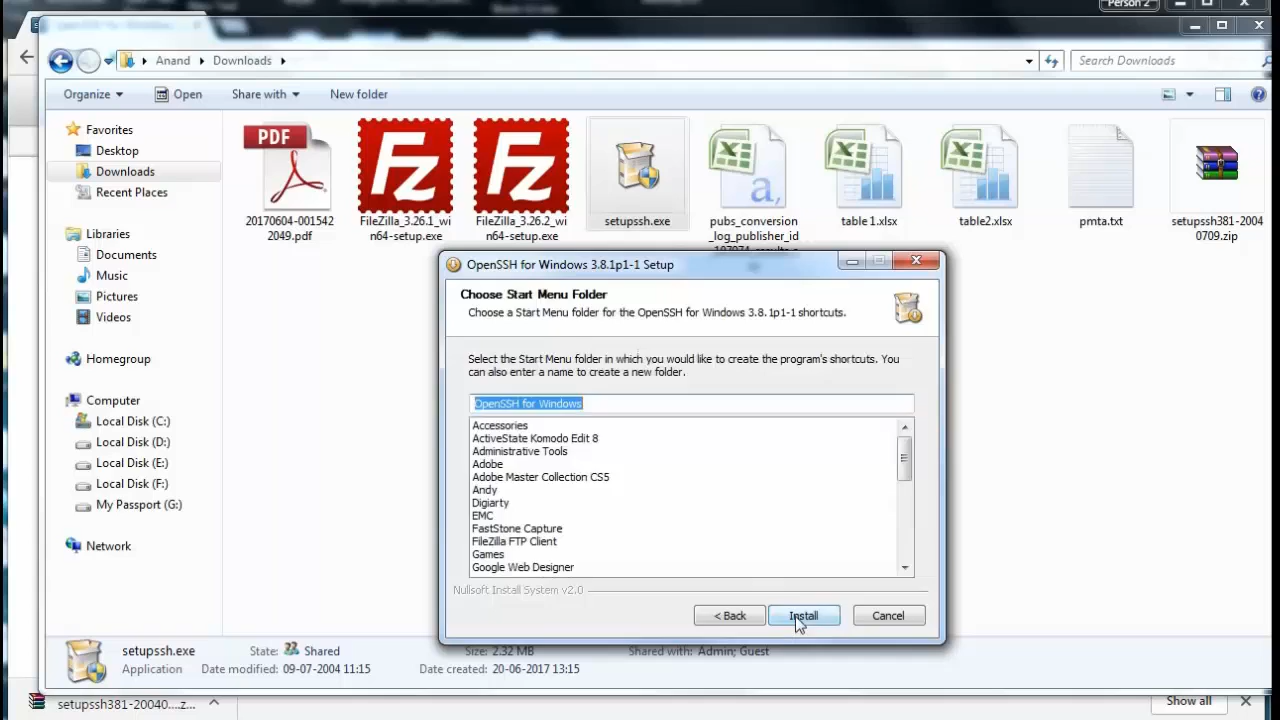 Person 2
Anand
Downloads
Search Downloads
Organize
Open
Share with
New folder
Favorites
Desktop
Downloads
Recent Places
Libraries
Documents
Music
Pictures
Videos
Homegroup
Computer
Local Disk (C:)
Local Disk (D:)
Local Disk (E:)
Local Disk (F:)
My Passport (G:)
Network
PDF
20170604-001542
2049.pdf
Fz
FileZilla_3.26.1_wi
n64-setup.exe
Fz
FileZilla_3.26.2_wi
n64-setup.exe
setupssh.exe
a,
pubs_conversion
_log_publisher_id
table1.xlsx
table2.xlsx
pmta.txt
setupssh381-2004
0709.zip
OpenSSH for Windows 3.8.1p1-1 Setup
Choose Start Menu Folder
Choose a Start Menu folder for the OpenSSH for Windows 3.8.1p1-1 shortcuts.
Select the Start Menu folder in which you would like to create the program's shortcuts. You
can also enter a name to create a new folder.
OpenSSH for Windows
Accessories
ActiveState Komodo Edit 8
Administrative Tools
Adobe
Adobe Master Collection CS5
Andy
Digiarty
EMC
FastStone Capture
FileZilla FTP Client
Games
Google Web Designer
Nullsoft Install System v2.0
< Back
Install
Cancel
setupssh.exe
State:
Shared
Size: 2.32 MB
Shared with: Admin; Guest
Application
Date modified: 09-07-2004 11:15
Date created: 20-06-2017 13:15
setupssh381-20040....z...
Show all